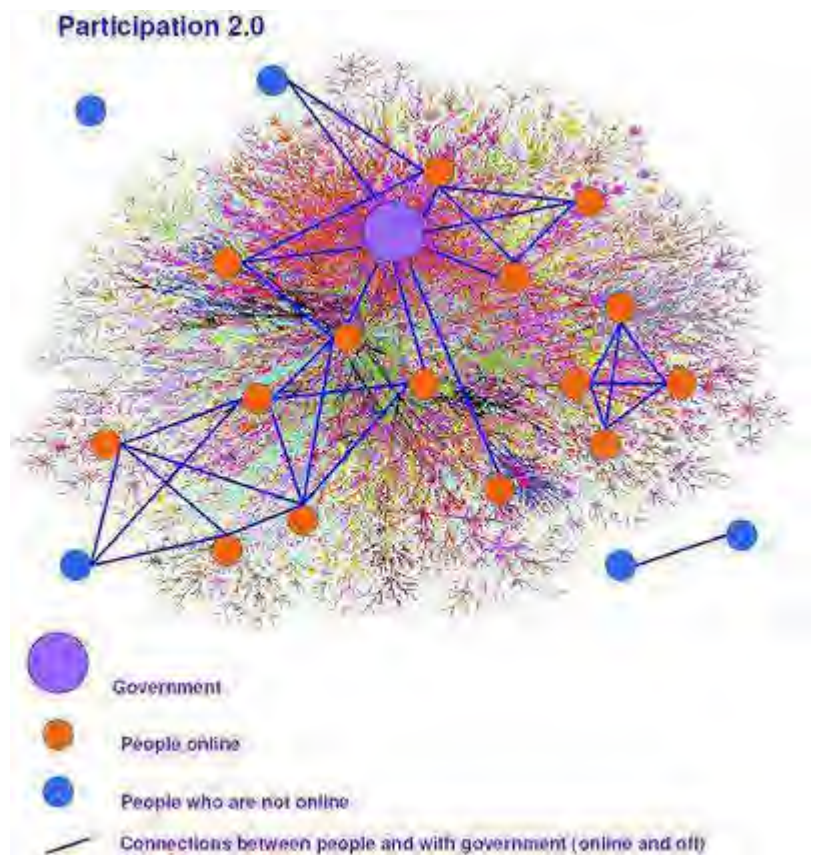 Participation 2.0
Government
People online
People who are not online
Connections between people and with government (online and off)